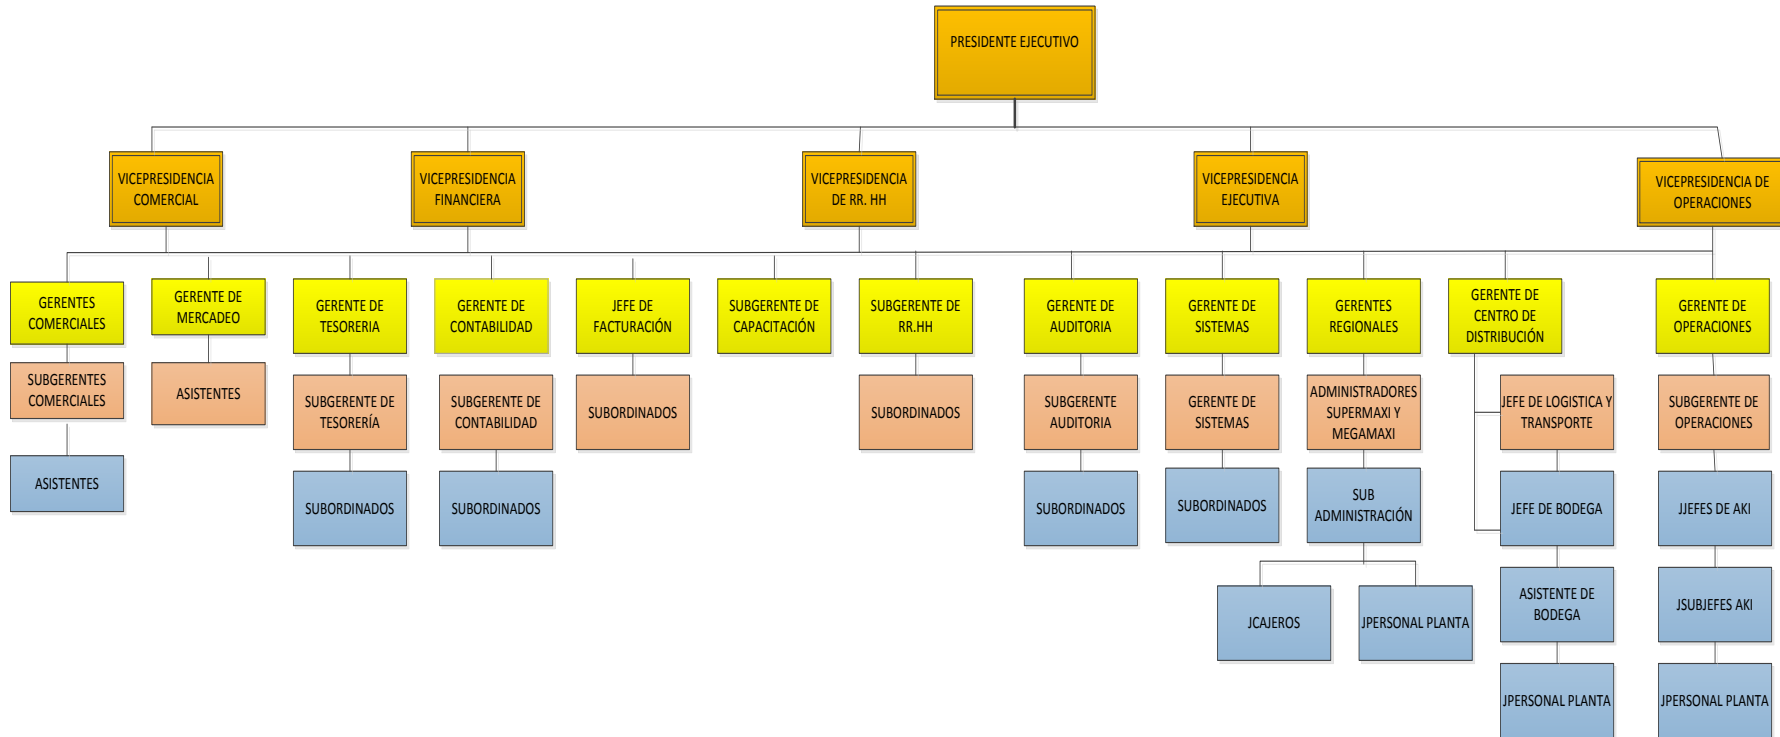 PRESIDENTE EJECUTIVO
VICEPRESIDENCIA
COMERCIAL
VICEPRESIDENCIA
FINANCIERA
VICEPRESIDENCIA
DE RR. HH
VICEPRESIDENCIA
EJECUTIVA
VICEPRESIDENCIA DE
OPERACIONES
GERENTES
COMERCIALES
GERENTE DE
MERCADEO
GERENTE DE
TESORERIA
GERENTE DE
CONTABILIDAD
JEFE DE
FACTURACIÓN
SUBGERENTE DE
CAPACITACIÓN
SUBGERENTE DE
RR.HH
GERENTE DE
AUDITORIA
GERENTE DE
SISTEMAS
GERENTES
REGIONALES
GERENTE DE
CENTRO DE
DISTRIBUCIÓN
GERENTE DE
OPERACIONES
SUBGERENTES
COMERCIALES
ASISTENTES
SUBGERENTE DE
TESORERÍA
SUBGERENTE DE
CONTABILIDAD
SUBORDINADOS
SUBORDINADOS
SUBGERENTE
AUDITORIA
GERENTE DE
SISTEMAS
ADMINISTRADORES
SUPERMAXI Y
MEGAMAXI
JEFE DE LOGISTICA Y
TRANSPORTE
SUBGERENTE DE
OPERACIONES
ASISTENTES
SUBORDINADOS
SUBORDINADOS
SUBORDINADOS
SUBORDINADOS
SUB
ADMINISTRACIÓN
JEFE DE BODEGA
JJEFES DE AKI
JCAJEROS
JPERSONAL PLANTA
ASISTENTE DE
BODEGA
JSUBJEFES AKI
JPERSONAL PLANTA
JPERSONAL PLANTA